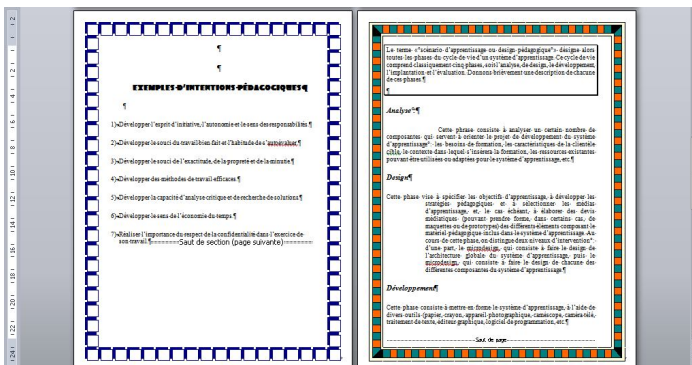 EXEMPLES D'INTENTIONS PÉDAGOGIQUES¶
1)Développer l'esprit d'initiative, l'autonomie et le sens des responsabilités.¶
2)Développer le souci du travail bien fait et l'habitude de s'autoévaluer.¶
3)Développer le souci de l'exactitude, de la propreté et de la minutie.¶
4)Développer des méthodes de travail efficaces.¶
5)Développer la capacité d'analyse critique et de recherche de solutions.¶
6)Développer le sens de l'économie du temps.¶
7)Réaliser l'importance du respect de la confidentialité dans l'exercice de
son travail.¶ Saut de section (page suivante)
Le terme «"scénario d'apprentissage ou design pédagogique"» désigne alors
toutes les phases du cycle de vie d'un système d'apprentissage. Ce cycle de vie
comprend classiquement cinq phases, soit l'analyse, de design, le développement,
l'implantation et l'évaluation. Donnons brièvement une description de chacune
de ces phases.¶
¶
Analyse°¶
Cette phase consiste à analyser un certain nombre de
composantes qui servent à orienter le projet de développement du système
d'apprentissage°: les besoins de formation, les caractéristiques de la clientèle
cible, le contexte dans lequel s'insérera la formation, les ressources existantes
pouvant être utilisées ou adaptées pour le système d'apprentissage, etc.¶
Design¶
Cette phase vise à spécifier les objectifs d'apprentissage, à développer les
stratégies pédagogiques et à sélectionner les médias
d'apprentissage, et, le cas échéant, à élaborer des devis
médiatiques (pouvant prendre forme, dans certains cas, de
maquettes ou de prototypes) des différents éléments composant le
matériel pédagogique inclus dans le système d'apprentissage. Au
cours de cette phase, on distingue deux niveaux d'intervention°:
d'une part, le microdesign, qui consiste à faire le design de
l'architecture globale du système d'apprentissage, puis le
microdesign, qui consiste à faire le design de chacune des
différentes composantes du système d'apprentissage.¶
Développement¶
Cette phase consiste à mettre en forme le système d'apprentissage, à l'aide de
divers outils (papier, crayon, appareil photographique, caméscope, caméra télé,
traitement de texte, éditeur graphique, logiciel de programmation, etc.¶
Saut de page